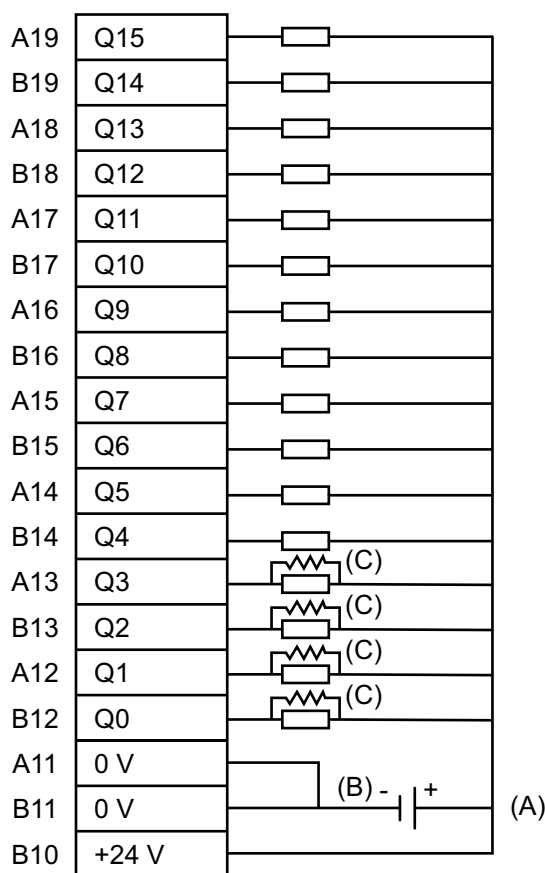 A19 Q15
B19 Q14
A18 Q13
B18 Q12
A17 Q11
B17 Q10
A16 Q9
B16 Q8
A15 Q7
B15 Q6
A14 Q5
B14 Q4
A13 Q3 (C)
B13 Q2 (C)
A12 Q1 (C)
B12 Q0 (C)
A11 0 V
B11 0 V (B) - + (A)
B10 +24 V